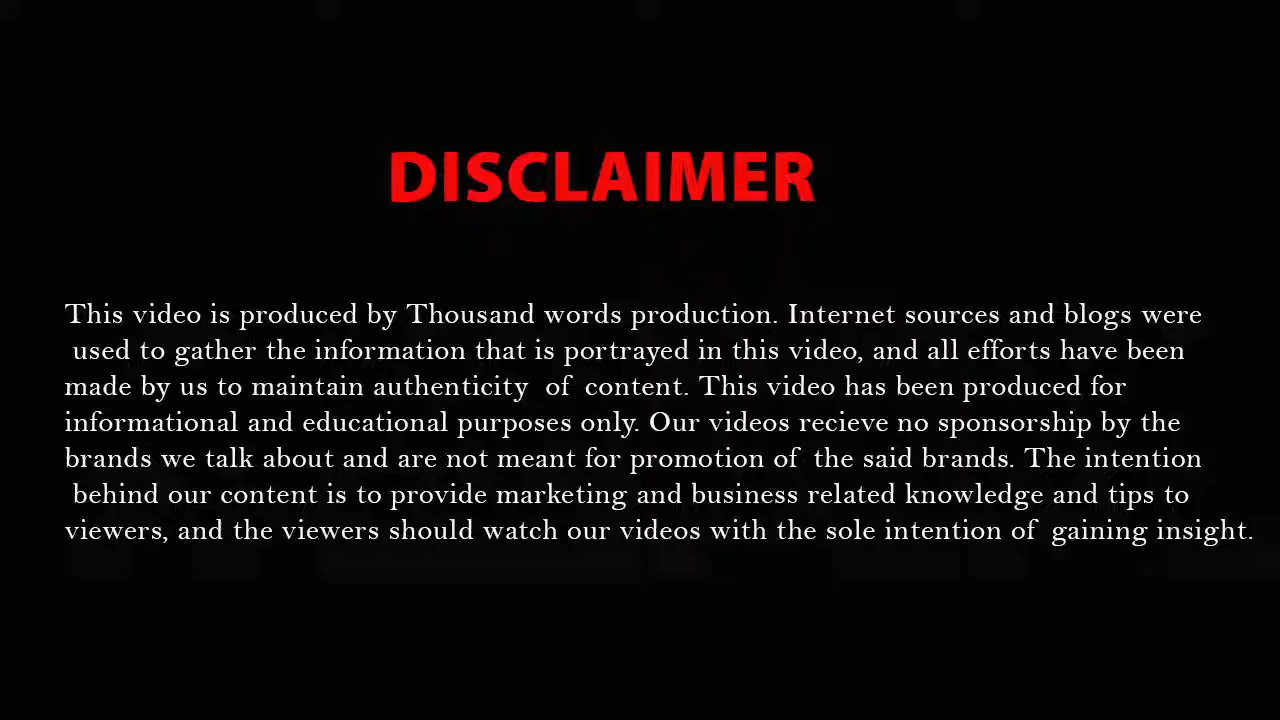 DISCLAIMER
This video is produced by Thousand words production. Internet sources and blogs were
used to gather the information that is portrayed in this video, and all efforts have been
made by us to maintain authenticity of content. This video has been produced for
informational and educational purposes only. Our videos recieve no sponsorship by the
brands we talk about and are not meant for promotion of the said brands. The intention
behind our content is to provide marketing and business related knowledge and tips to
viewers, and the viewers should watch our videos with the sole intention of gaining insight.